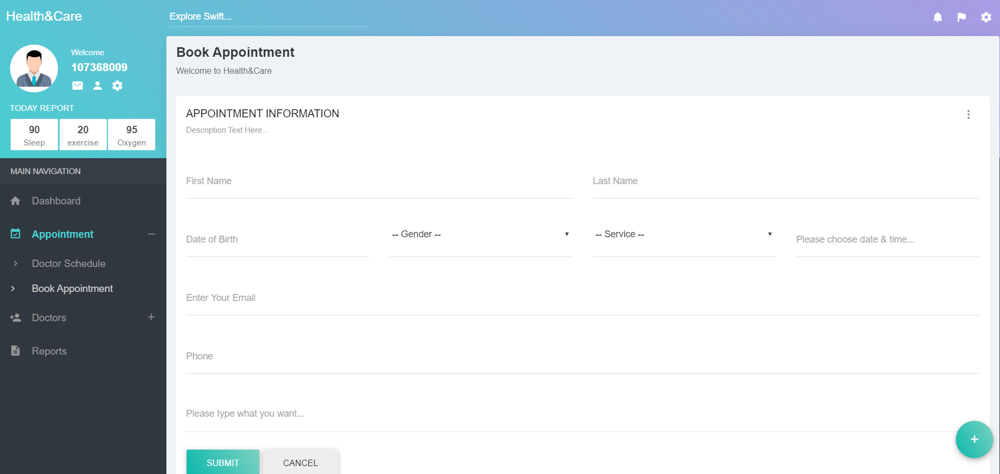 Health&Care
Explore Swift...
Welcome
107368009
TODAY REPORT
90
Sleep
20
exercise
95
Oxygen
MAIN NAVIGATION
Dashboard
Appointment
Doctor Schedule
Book Appointment
Doctors
Reports
Book Appointment
Welcome to Health&Care
APPOINTMENT INFORMATION
Description Text Here...
First Name
Last Name
Date of Birth
-- Gender --
-- Service --
Please choose date & time...
Enter Your Email
Phone
Please type what you want...
SUBMIT
CANCEL